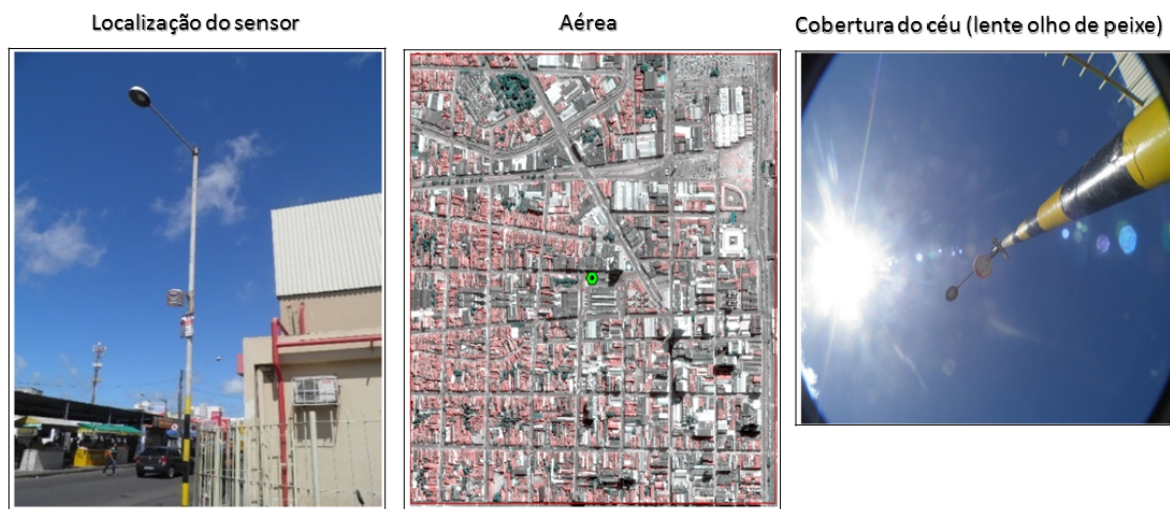 Localização do sensor
Aérea
Cobertura do céu (lente olho de peixe)